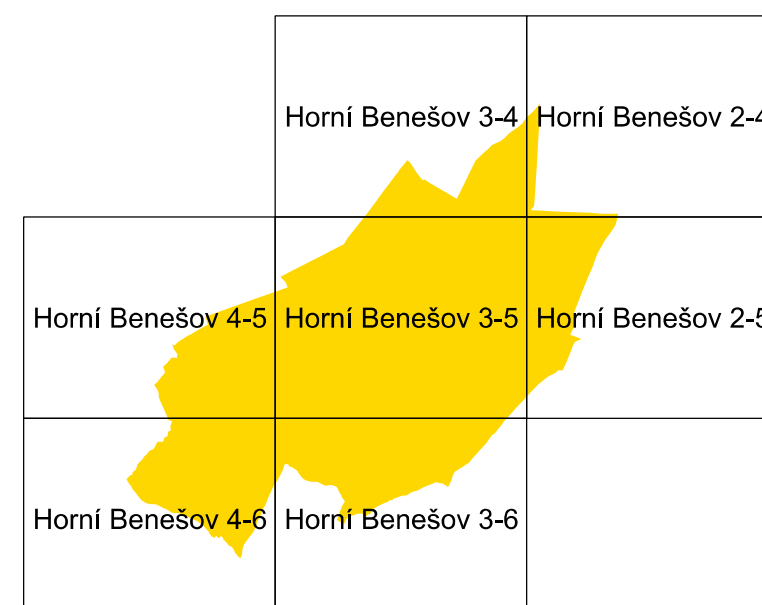 Horní Benešov 3-4
Horní Benešov 2-4
Horní Benešov 4-5
Horní Benešov 3-5
Horní Benešov 2-5
Horní Benešov 4-6
Horní Benešov 3-6